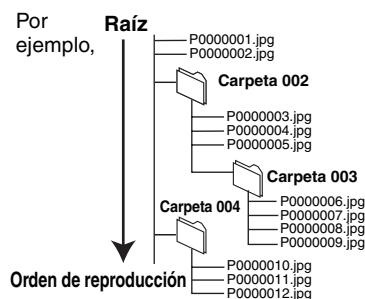 Por
ejemplo,
Raíz
P0000001.jpg
P0000002.jpg
Carpeta 002
P0000003.jpg
P0000004.jpg
P0000005.jpg
Carpeta 003
P0000006.jpg
P0000007.jpg
P0000008.jpg
P0000009.jpg
Carpeta 004
P0000010.jpg
P0000011.jpg
P0000012.jpg
Orden de reproducción